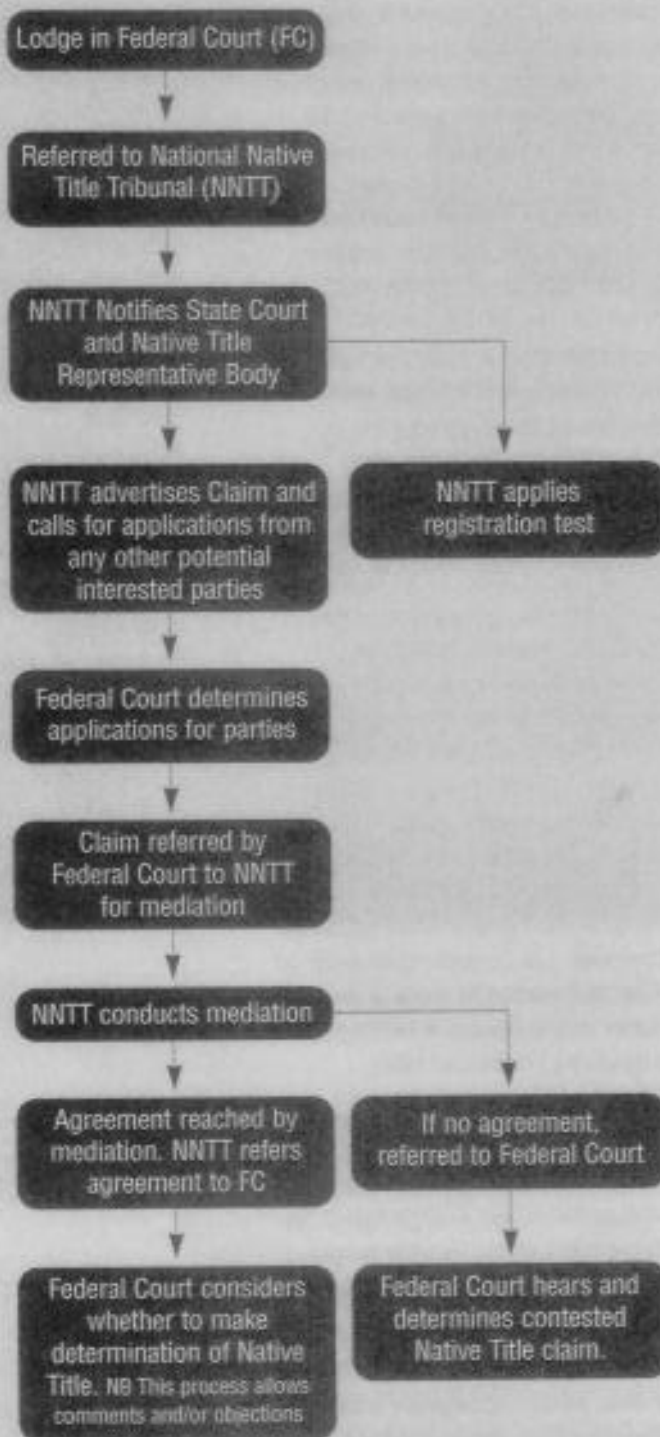 Lodge in Federal Court (FC)
Referred to National Native
Title Tribunal (NNTT)
NNTT Notifies State Court
and Native Title
Representative Body
NNTT advertises Claim and
calls for applications from
any other potential
interested parties
NNTT applies
registration test
Federal Court determines
applications for parties
Claim referred by
Federal Court to NNTT
for mediation
NNTT conducts mediation
Agreement reached by
mediation. NNTT refers
agreement to FC
If no agreement,
referred to Federal Court
Federal Court considers
whether to make
determination of Native
Title. NB This process allows
comments and/or objections
Federal Court hears and
determines contested
Native Title claim.